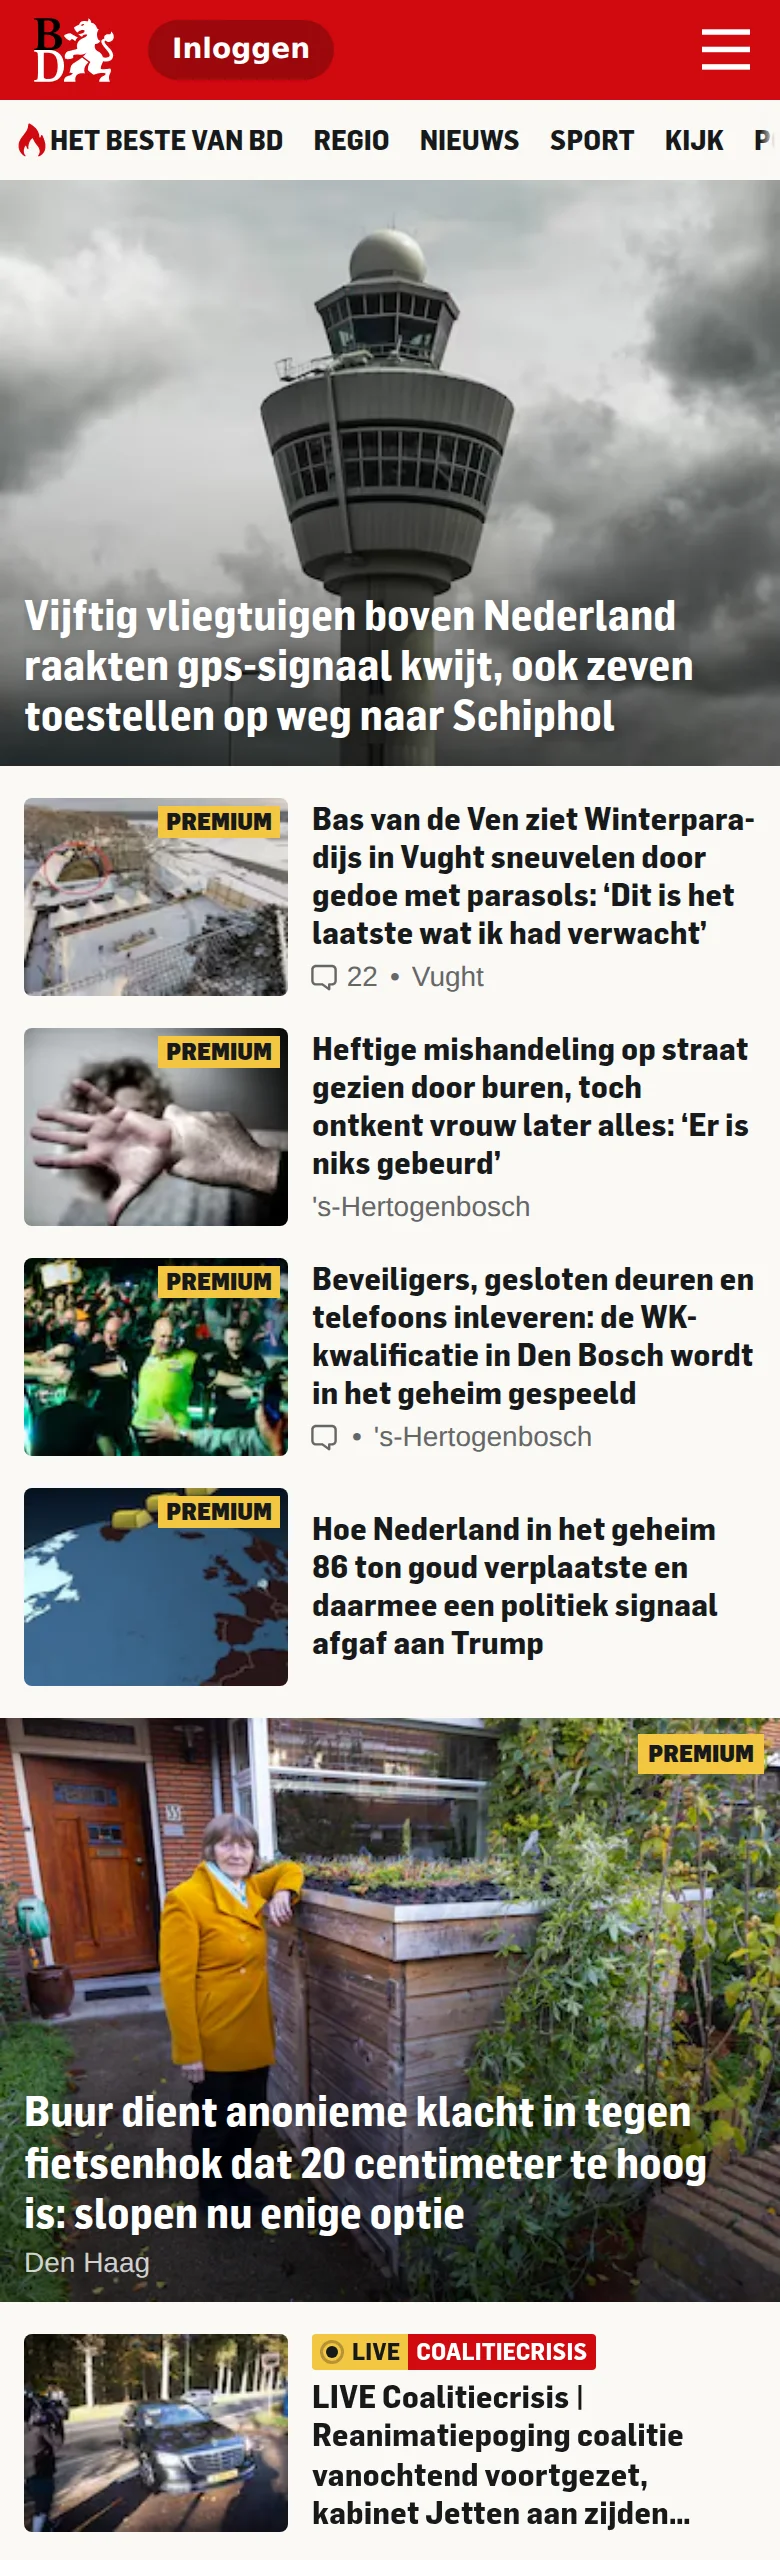 BD
Inloggen
HET BESTE VAN BD REGIO NIEUWS SPORT KIJK
Vijftig vliegtuigen boven Nederland
raakten gps-signaal kwijt, ook zeven
toestellen op weg naar Schiphol
PREMIUM
Bas van de Ven ziet Winterpara-
dijs in Vught sneuvelen door
gedoe met parasols: ‘Dit is het
laatste wat ik had verwacht’
22 • Vught
PREMIUM
Heftige mishandeling op straat
gezien door buren, toch
ontkent vrouw later alles: ‘Er is
niks gebeurd’
's-Hertogenbosch
PREMIUM
Beveiligers, gesloten deuren en
telefoons inleveren: de WK-
kwalificatie in Den Bosch wordt
in het geheim gespeeld
• 's-Hertogenbosch
PREMIUM
Hoe Nederland in het geheim
86 ton goud verplaatste en
daarmee een politiek signaal
afgaf aan Trump
PREMIUM
Buur dient anonieme klacht in tegen
fietsenhok dat 20 centimeter te hoog
is: slopen nu enige optie
Den Haag
LIVE COALITIECRISIS
LIVE Coalitiecrisis |
Reanimatiepoging coalitie
vanochtend voortgezet,
kabinet Jetten aan zijden...